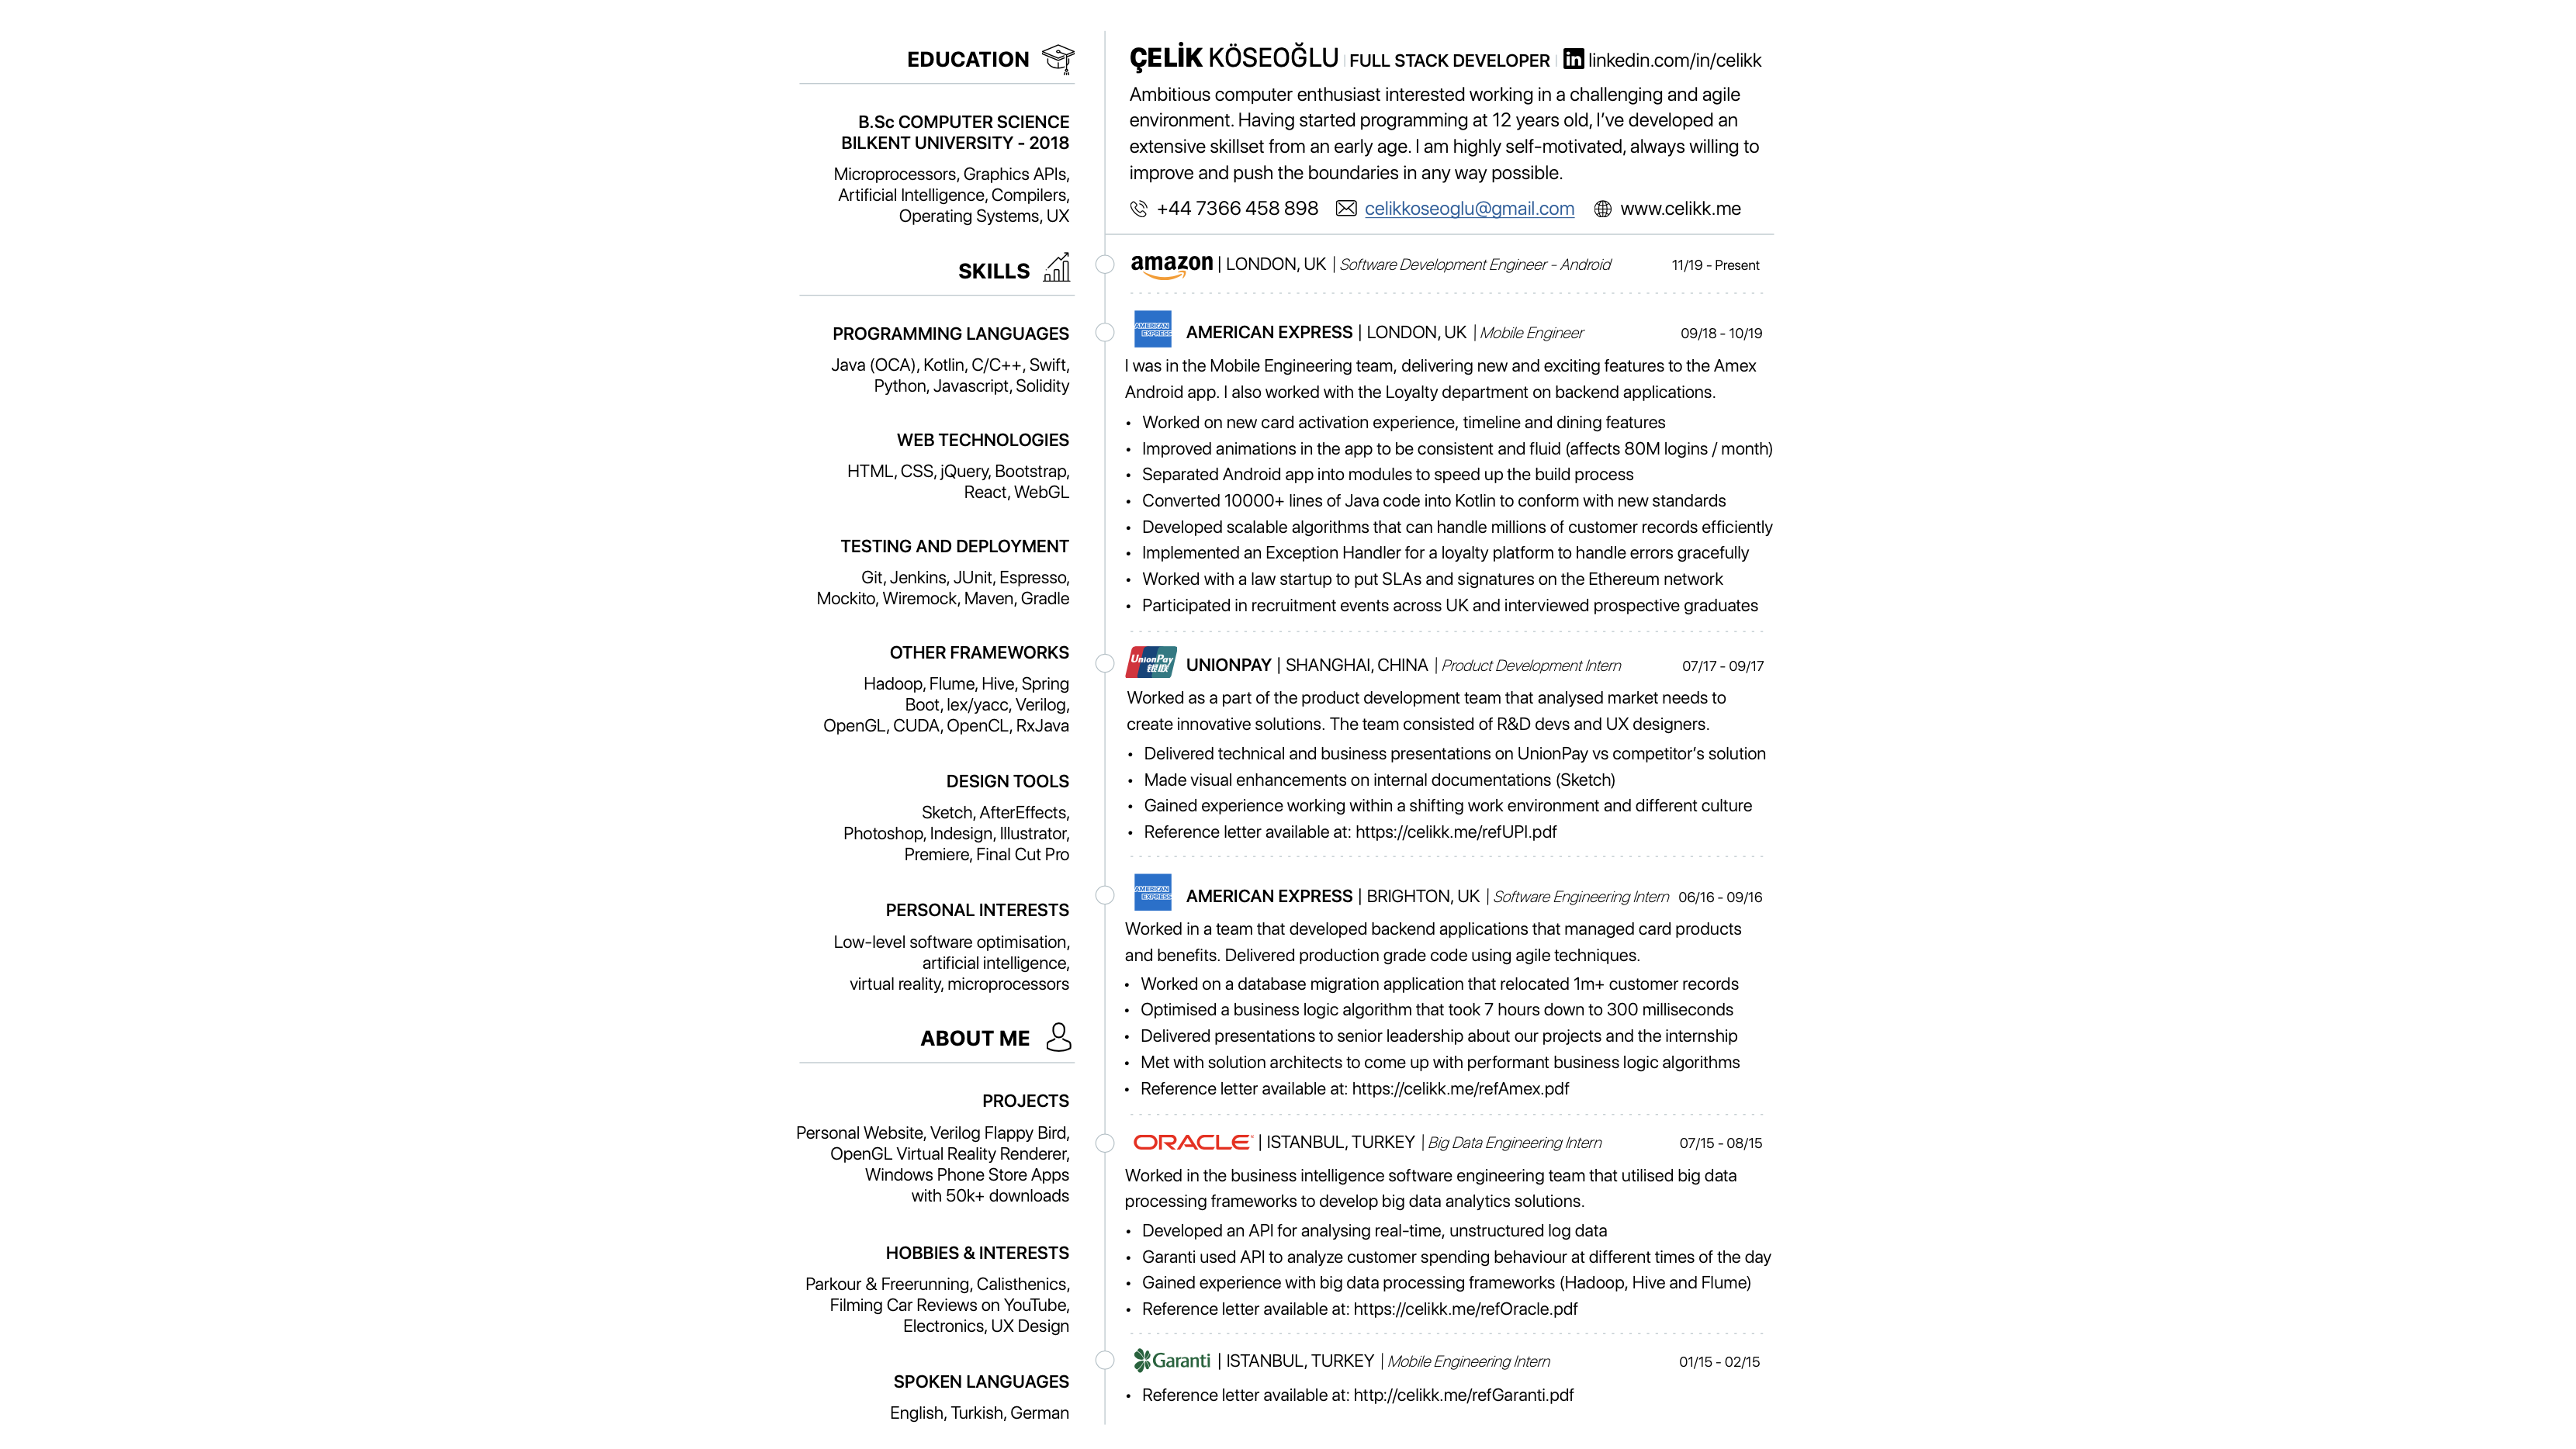 EDUCATION
B.Sc COMPUTER SCIENCE
BILKENT UNIVERSITY - 2018
Microprocessors, Graphics APIs,
Artificial Intelligence, Compilers,
Operating Systems, UX
SKILLS
PROGRAMMING LANGUAGES
Java (OCA), Kotlin, C/C++, Swift,
Python, Javascript, Solidity
WEB TECHNOLOGIES
HTML, CSS, jQuery, Bootstrap,
React, WebGL
TESTING AND DEPLOYMENT
Git, Jenkins, JUnit, Espresso,
Mockito, Wiremock, Maven, Gradle
OTHER FRAMEWORKS
Hadoop, Flume, Hive, Spring
Boot, lex/yacc, Verilog,
OpenGL, CUDA, OpenCL, RxJava
DESIGN TOOLS
Sketch, AfterEffects,
Photoshop, Indesign, Illustrator,
Premiere, Final Cut Pro
PERSONAL INTERESTS
Low-level software optimisation,
artificial intelligence,
virtual reality, microprocessors
ABOUT ME
PROJECTS
Personal Website, Verilog Flappy Bird,
OpenGL Virtual Reality Renderer,
Windows Phone Store Apps
with 50k+ downloads
HOBBIES & INTERESTS
Parkour & Freerunning, Calisthenics,
Filming Car Reviews on YouTube,
Electronics, UX Design
SPOKEN LANGUAGES
English, Turkish, German
ÇELİK KÖSEOĞLU | FULL STACK DEVELOPER | in linkedin.com/in/celikk
Ambitious computer enthusiast interested working in a challenging and agile
environment. Having started programming at 12 years old, I've developed an
extensive skillset from an early age. I am highly self-motivated, always willing to
improve and push the boundaries in any way possible.
+44 7366 458 898 celikkoseoglu@gmail.com www.celikk.me
amazon | LONDON, UK | Software Development Engineer - Android 11/19 - Present
AMERICAN EXPRESS AMERICAN EXPRESS | LONDON, UK | Mobile Engineer 09/18 - 10/19
I was in the Mobile Engineering team, delivering new and exciting features to the Amex
Android app. I also worked with the Loyalty department on backend applications.
• Worked on new card activation experience, timeline and dining features
• Improved animations in the app to be consistent and fluid (affects 80M logins / month)
• Separated Android app into modules to speed up the build process
• Converted 10000+ lines of Java code into Kotlin to conform with new standards
• Developed scalable algorithms that can handle millions of customer records efficiently
• Implemented an Exception Handler for a loyalty platform to handle errors gracefully
• Worked with a law startup to put SLAs and signatures on the Ethereum network
• Participated in recruitment events across UK and interviewed prospective graduates
UnionPay 银联 UNIONPAY | SHANGHAI, CHINA | Product Development Intern 07/17 - 09/17
Worked as a part of the product development team that analysed market needs to
create innovative solutions. The team consisted of R&D devs and UX designers.
• Delivered technical and business presentations on UnionPay vs competitor's solution
• Made visual enhancements on internal documentations (Sketch)
• Gained experience working within a shifting work environment and different culture
• Reference letter available at: https://celikk.me/refUPI.pdf
AMERICAN EXPRESS AMERICAN EXPRESS | BRIGHTON, UK | Software Engineering Intern 06/16 - 09/16
Worked in a team that developed backend applications that managed card products
and benefits. Delivered production grade code using agile techniques.
• Worked on a database migration application that relocated 1m+ customer records
• Optimised a business logic algorithm that took 7 hours down to 300 milliseconds
• Delivered presentations to senior leadership about our projects and the internship
• Met with solution architects to come up with performant business logic algorithms
• Reference letter available at: https://celikk.me/refAmex.pdf
ORACLE | ISTANBUL, TURKEY | Big Data Engineering Intern 07/15 - 08/15
Worked in the business intelligence software engineering team that utilised big data
processing frameworks to develop big data analytics solutions.
• Developed an API for analysing real-time, unstructured log data
• Garanti used API to analyze customer spending behaviour at different times of the day
• Gained experience with big data processing frameworks (Hadoop, Hive and Flume)
• Reference letter available at: https://celikk.me/refOracle.pdf
Garanti | ISTANBUL, TURKEY | Mobile Engineering Intern 01/15 - 02/15
• Reference letter available at: http://celikk.me/refGaranti.pdf